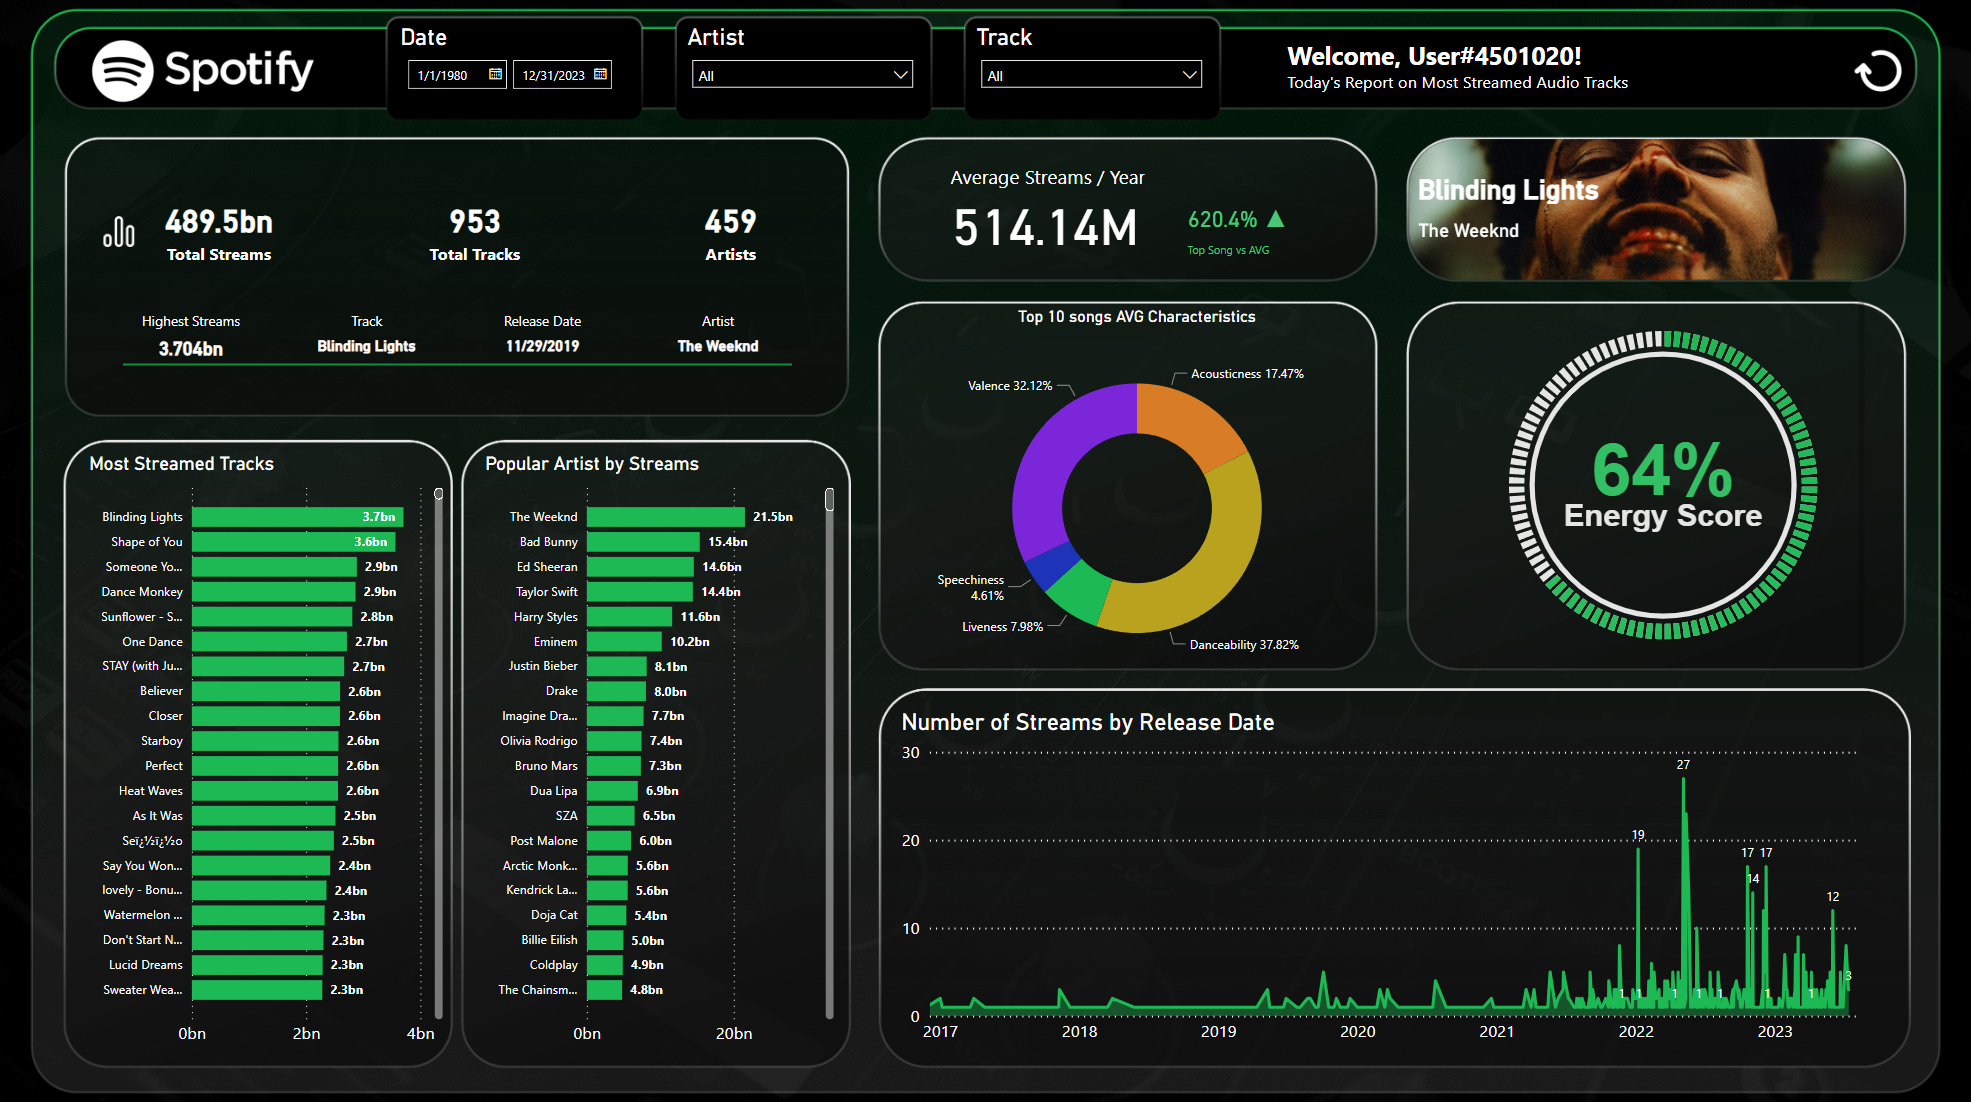 Spotify
Date
1/1/1980
12/31/2023
Artist
All
Track
All
Welcome, User#4501020!
Today's Report on Most Streamed Audio Tracks
489.5bn
Total Streams
953
Total Tracks
459
Artists
Highest Streams
3.704bn
Track
Blinding Lights
Release Date
11/29/2019
Artist
The Weeknd
Average Streams / Year
514.14M
620.4% ▲
Top Song vs AVG
Blinding Lights
The Weeknd
Most Streamed Tracks
Blinding Lights 3.7bn
Shape of You 3.6bn
Someone Yo... 2.9bn
Dance Monkey 2.9bn
Sunflower - S... 2.8bn
One Dance 2.7bn
STAY (with Ju... 2.7bn
Believer 2.6bn
Closer 2.6bn
Starboy 2.6bn
Perfect 2.6bn
Heat Waves 2.6bn
As It Was 2.5bn
Seï¿½ï¿½o 2.5bn
Say You Won... 2.4bn
lovely - Bonu... 2.4bn
Watermelon ... 2.3bn
Don't Start N... 2.3bn
Lucid Dreams 2.3bn
Sweater Wea... 2.3bn
0bn 2bn 4bn
Popular Artist by Streams
The Weeknd 21.5bn
Bad Bunny 15.4bn
Ed Sheeran 14.6bn
Taylor Swift 14.4bn
Harry Styles 11.6bn
Eminem 10.2bn
Justin Bieber 8.1bn
Drake 8.0bn
Imagine Dra... 7.7bn
Olivia Rodrigo 7.4bn
Bruno Mars 7.3bn
Dua Lipa 6.9bn
SZA 6.5bn
Post Malone 6.0bn
Arctic Monk... 5.6bn
Kendrick La... 5.6bn
Doja Cat 5.4bn
Billie Eilish 5.0bn
Coldplay 4.9bn
The Chainsm... 4.8bn
0bn 20bn
Top 10 songs AVG Characteristics
Valence 32.12%
Acousticness 17.47%
Speechiness
4.61%
Liveness 7.98%
Danceability 37.82%
64%
Energy Score
Number of Streams by Release Date
30
27
20
19
17 17
14
12
10
3
1 1 1 1 1 1 1
0
2017 2018 2019 2020 2021 2022 2023